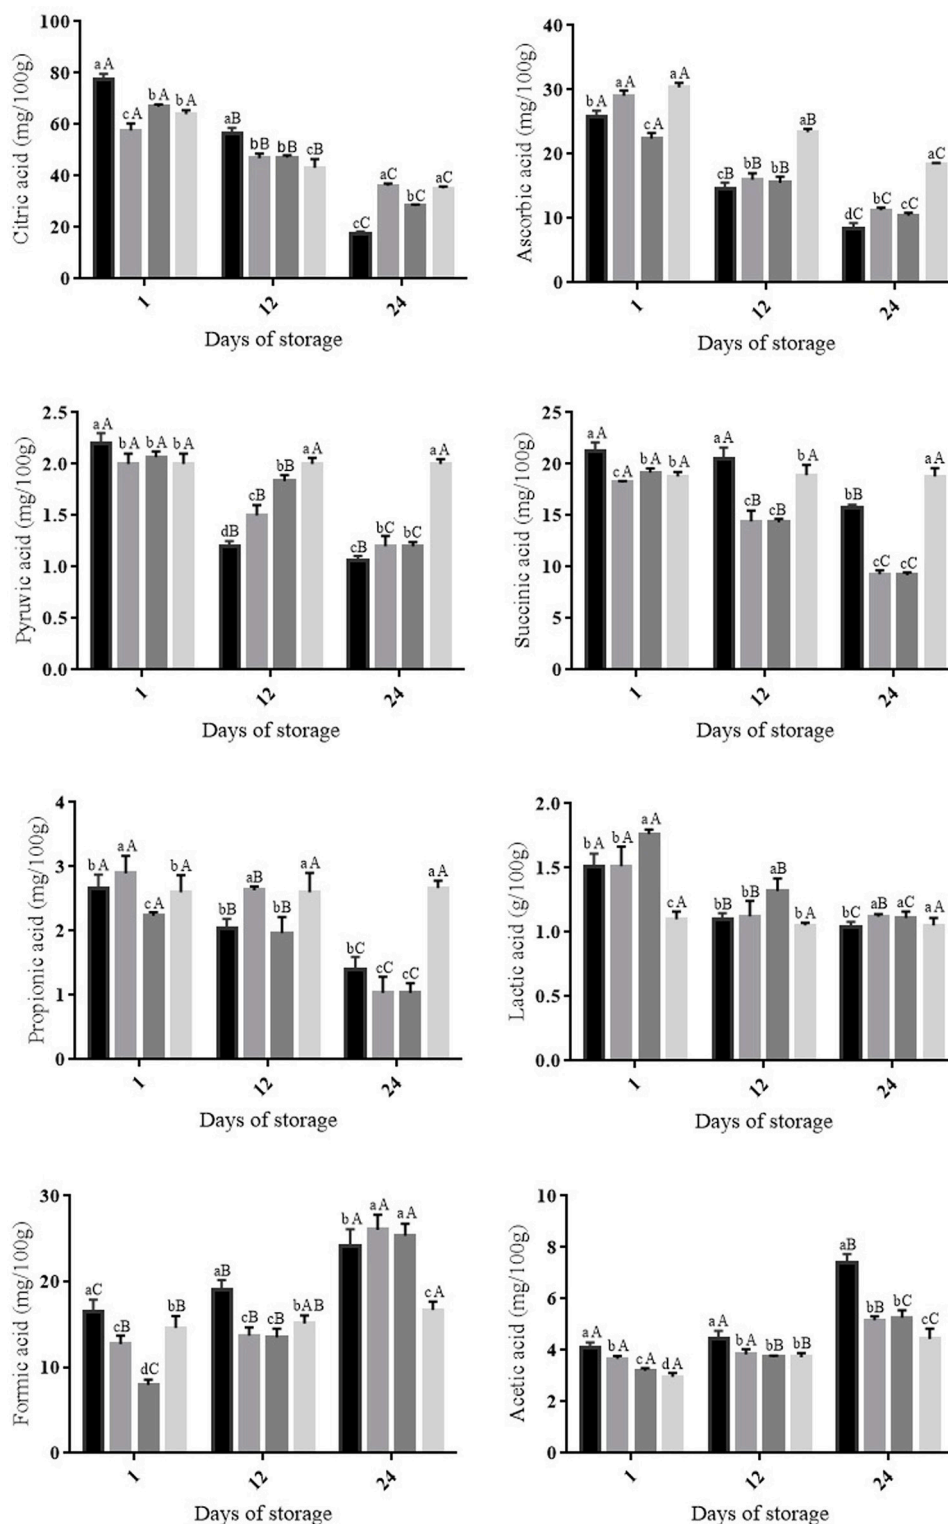 Citric acid (mg/100g)
100
80
60
40
20
0
aA
cA
bA
bA
aB
bB
bB
cB
cC
aC
bC
aC
1
12
24
Days of storage
Ascorbic acid (mg/100g)
40
30
20
10
0
bA
aA
cA
aA
cB
bB
bB
aB
dC
bC
cC
aC
1
12
24
Days of storage
Pyruvic acid (mg/100g)
2.5
2.0
1.5
1.0
0.5
0.0
aA
bA
bA
bA
dB
cB
bB
aA
cB
bC
bC
aA
1
12
24
Days of storage
Succinic acid (mg/100g)
25
20
15
10
5
0
aA
cA
bA
bA
aA
cB
cB
bA
bB
cC
cC
aA
1
12
24
Days of storage
Propionic acid (mg/100g)
4
3
2
1
0
bA
aA
cA
bA
bB
aB
bB
aA
bC
cC
cC
aA
1
12
24
Days of storage
Lactic acid (g/100g)
2.0
1.5
1.0
0.5
0.0
bA
bA
aA
cA
bB
bB
aB
bA
bC
aB
aC
bA
1
12
24
Days of storage
Formic acid (mg/100g)
30
20
10
0
aC
cB
dC
bB
aB
cB
cB
bAB
bA
aA
aA
cA
1
12
24
Days of storage
Acetic acid (mg/100g)
10
8
6
4
2
0
aA
bA
cA
dA
aA
bA
bB
bB
aB
bB
bC
cC
1
12
24
Days of storage